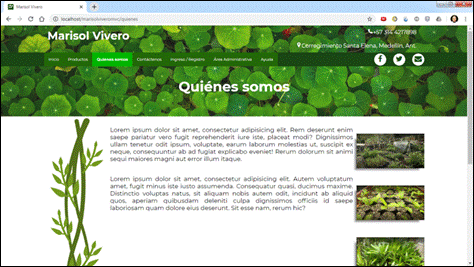 Marisol Vivero
localhost/marisolviveromvc/quienes
Marisol Vivero
+57 314 4217898
Corregimiento Santa Elena, Medellín, Ant.
Inicio Productos Quiénes somos Contáctenos Ingreso / Registro Área Administrativa Ayuda
Quiénes somos
Lorem ipsum dolor sit amet, consectetur adipisicing elit. Rem deserunt enim
saepe pariatur vero fugit reprehenderit sint iure, placeat modi? Dignissimos
ullam tenetur odit ipsum, voluptate, earum laborum molestias ut, suscipit ex
neque, consequuntur ab ad fugiat explicabo eveniet! Rerum dolorum sit animi
sequi maiores magni aut error illum itaque.
Lorem ipsum dolor sit amet, consectetur adipisicing elit. Autem voluptatum
amet, fugit minus iste iusto assumenda. Consequatur quasi, ducimus maxime.
Distinctio voluptas natus, sit aliquam nobis autem odit, incidunt ab aliquid
quos, aperiam quibusdam deleniti culpa dignissimos officiis id saepe
laboriosam quam dolore eius deserunt. Sit esse nam, rerum hic?